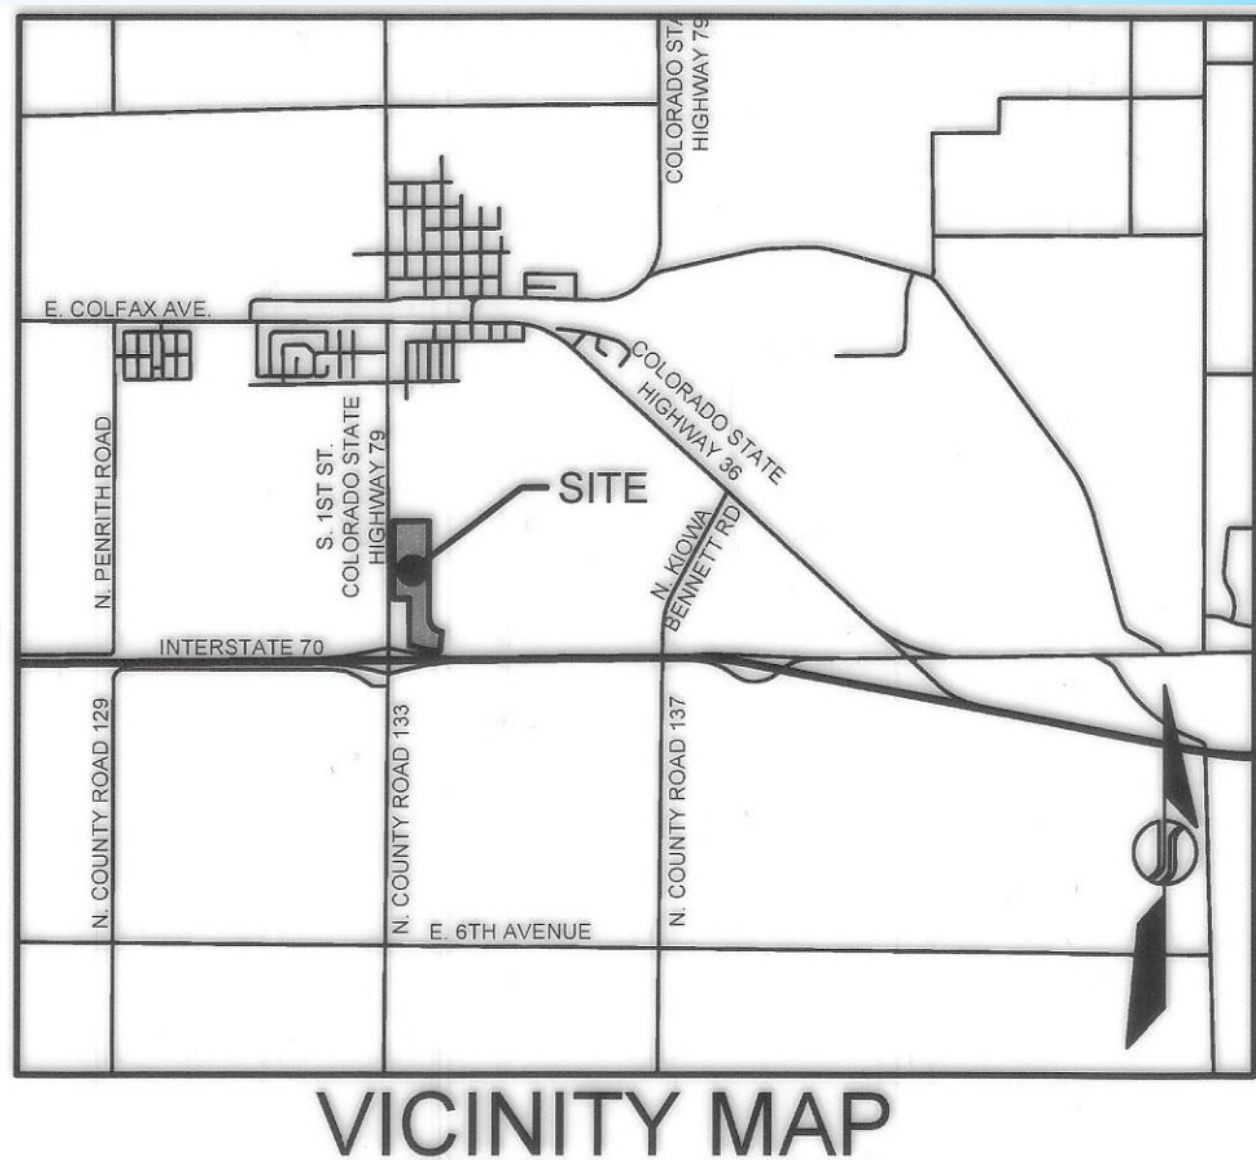 COLORADO STA
HIGHWAY 79
E. COLFAX AVE.
COLORADO STATE
HIGHWAY 36
N. PENRITH ROAD
S. 1ST ST.
COLORADO STATE
HIGHWAY 79
SITE
N. KIOWA
BENNETT RD
INTERSTATE 70
N. COUNTY ROAD 129
N. COUNTY ROAD 133
N. COUNTY ROAD 137
E. 6TH AVENUE
VICINITY MAP